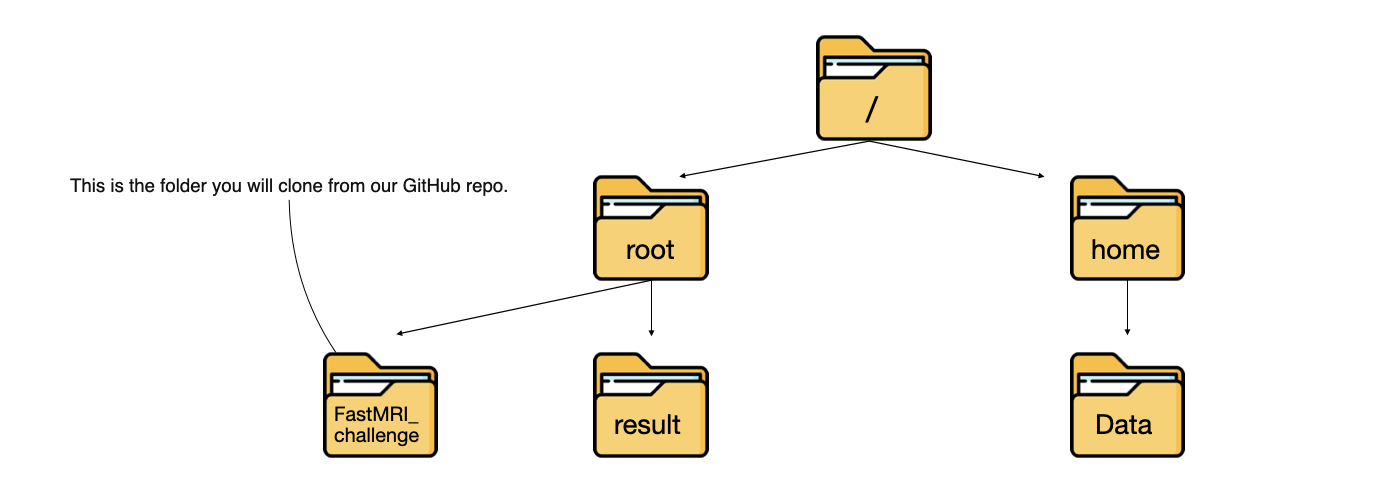 /
This is the folder you will clone from our GitHub repo.
root
home
FastMRI_
challenge
result
Data